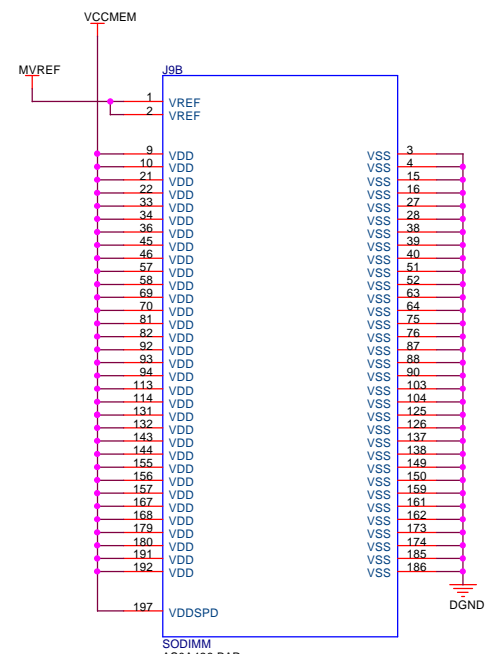 VCCMEM
MVREF
J9B
1 VREF
2 VREF
9 VDD VSS 3
10 VDD VSS 4
21 VDD VSS 15
22 VDD VSS 16
33 VDD VSS 27
34 VDD VSS 28
36 VDD VSS 38
45 VDD VSS 39
46 VDD VSS 40
57 VDD VSS 51
58 VDD VSS 52
69 VDD VSS 63
70 VDD VSS 64
81 VDD VSS 75
82 VDD VSS 76
92 VDD VSS 87
93 VDD VSS 88
94 VDD VSS 90
113 VDD VSS 103
114 VDD VSS 104
131 VDD VSS 125
132 VDD VSS 126
143 VDD VSS 137
144 VDD VSS 138
155 VDD VSS 149
156 VDD VSS 150
157 VDD VSS 159
167 VDD VSS 161
168 VDD VSS 162
179 VDD VSS 173
180 VDD VSS 174
191 VDD VSS 185
192 VDD VSS 186
DGND
197 VDDSPD
SODIMM